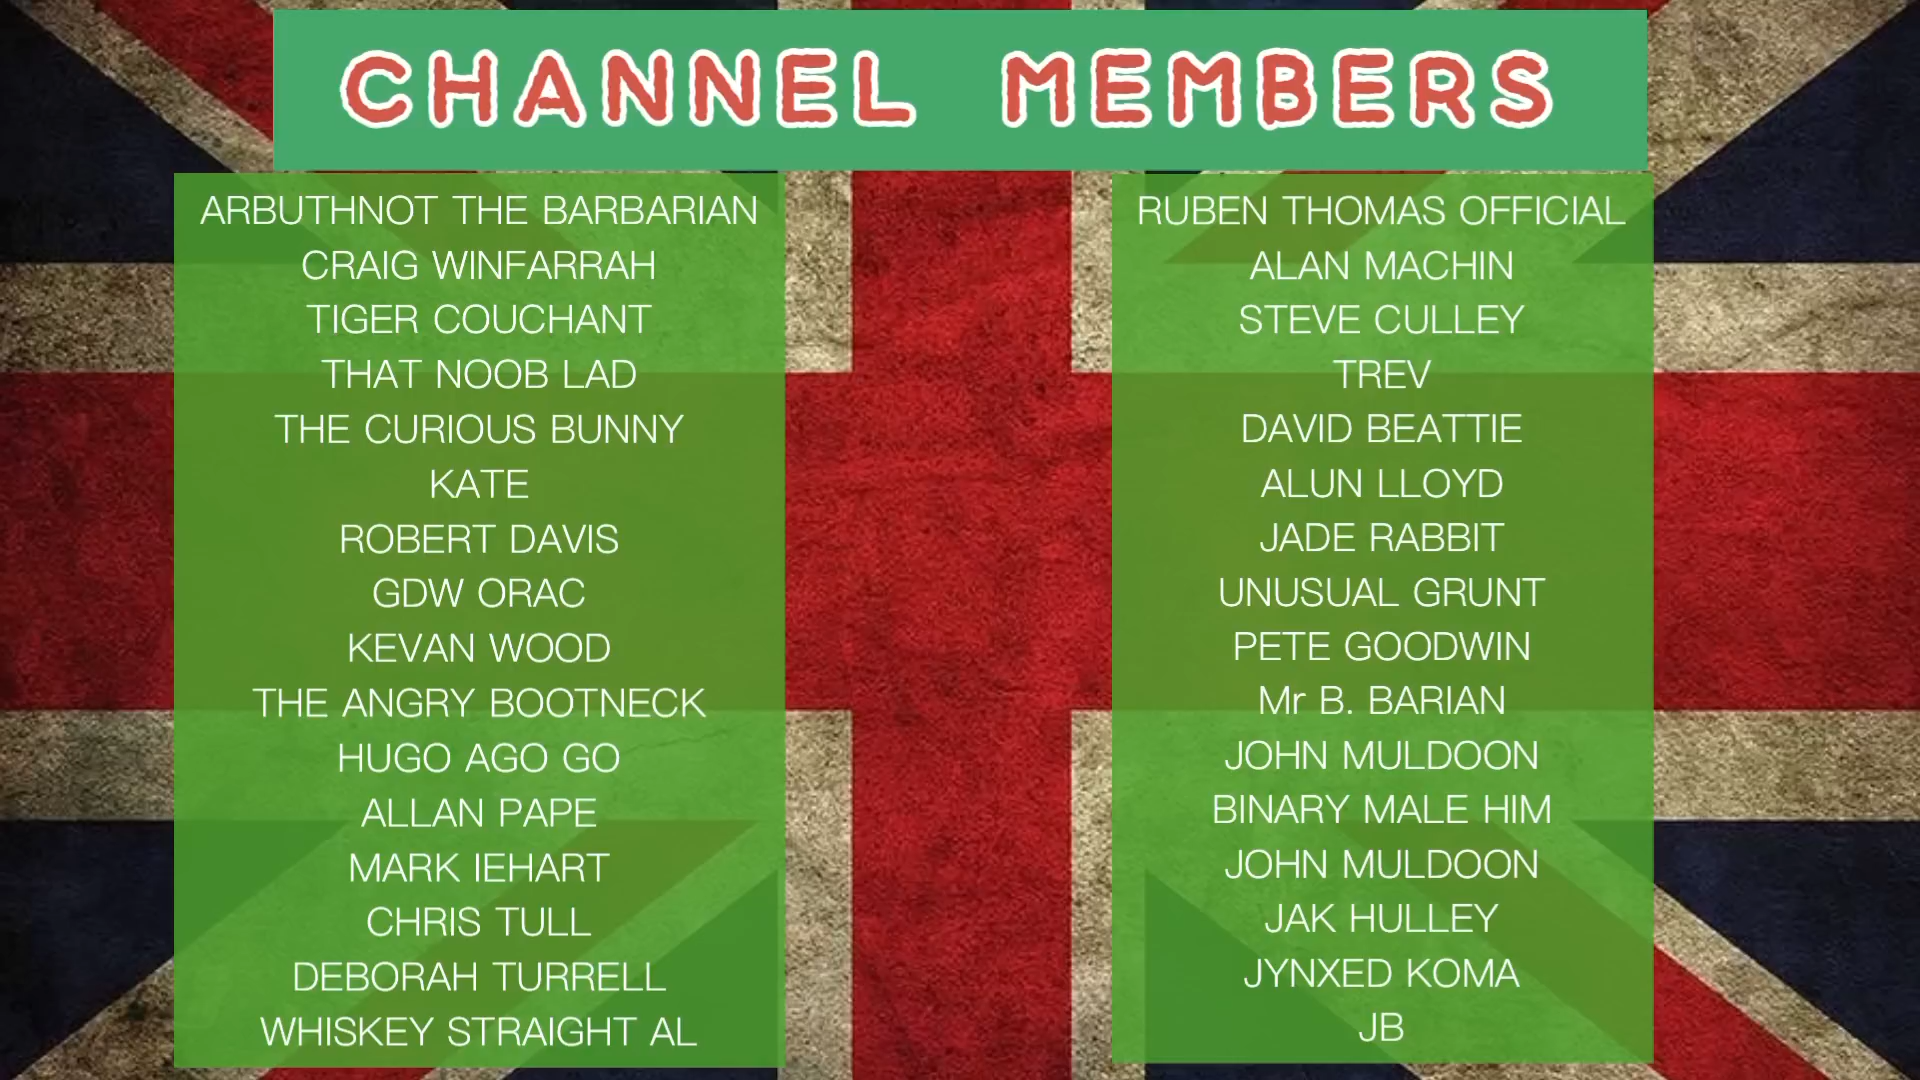 CHANNEL MEMBERS
ARBUTHNOT THE BARBARIAN
CRAIG WINFARRAH
TIGER COUCHANT
THAT NOOB LAD
THE CURIOUS BUNNY
KATE
ROBERT DAVIS
GDW ORAC
KEVAN WOOD
THE ANGRY BOOTNECK
HUGO AGO GO
ALLAN PAPE
MARK IEHART
CHRIS TULL
DEBORAH TURRELL
WHISKEY STRAIGHT AL
RUBEN THOMAS OFFICIAL
ALAN MACHIN
STEVE CULLEY
TREV
DAVID BEATTIE
ALUN LLOYD
JADE RABBIT
UNUSUAL GRUNT
PETE GOODWIN
Mr B. BARIAN
JOHN MULDOON
BINARY MALE HIM
JOHN MULDOON
JAK HULLEY
JYNXED KOMA
JB